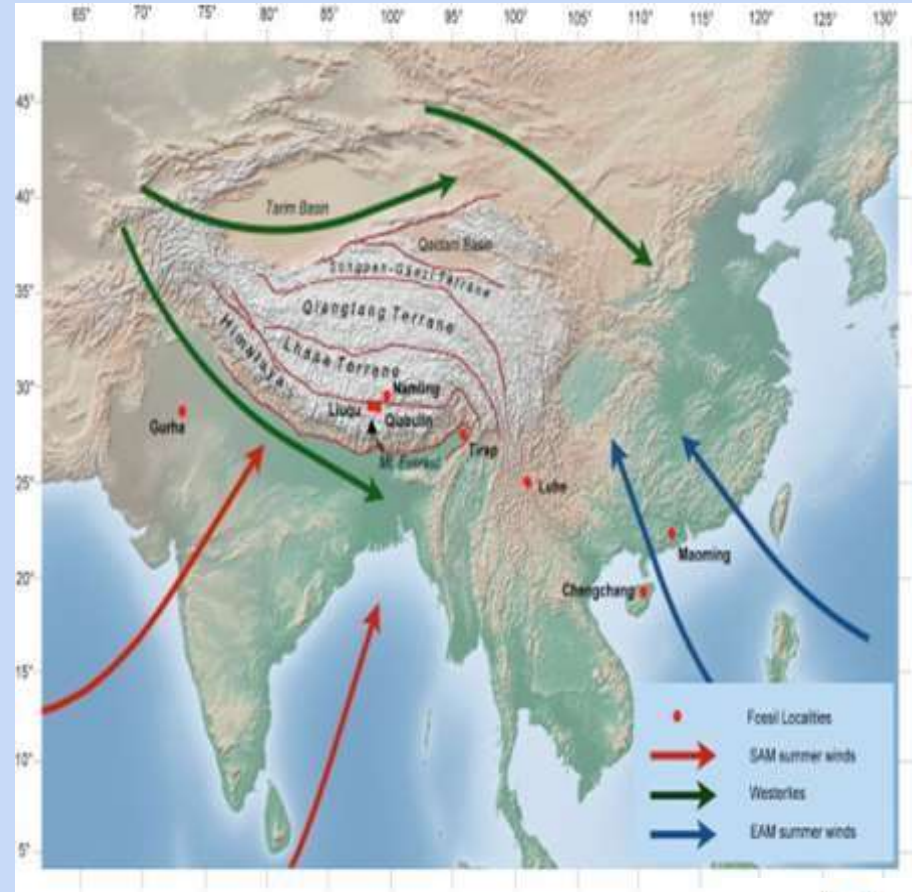 65° 70° 75° 80° 85° 90° 95° 100° 105° 110° 115° 120° 125° 130°
45°
40°
Tarim Basin
Qaidam Basin
Songpan-Ganzi Terrane
35°
Qiangtang Terrane
Lhasa Terrane
Himalaya
30°
Namling
Liuqu
Qiabulin
Gurha
Mt. Everest
Tirap
25°
Luhe
Maoming
20°
Changchang
15°
10°
5°
Fossil Localities
SAM summer winds
Westerlies
EAM summer winds